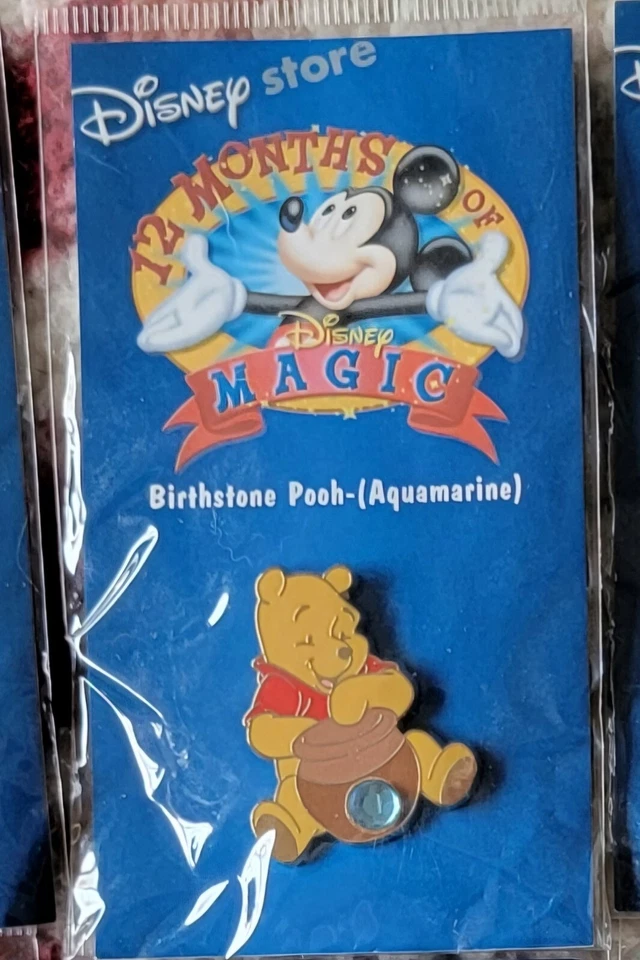 Disney store
12 MONTHS OF
Disney
MAGIC
Birthstone Pooh-(Aquamarine)